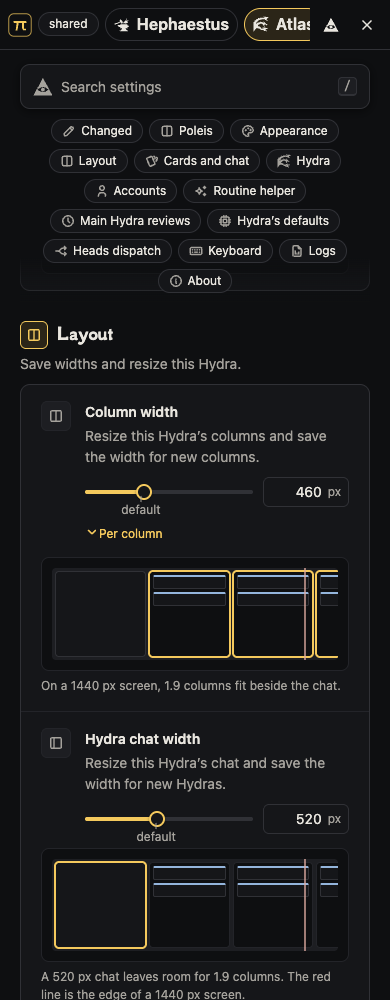 π shared Hephaestus Atlas
Search settings /
Changed Poleis Appearance
Layout Cards and chat Hydra
Accounts Routine helper
Main Hydra reviews Hydra's defaults
Heads dispatch Keyboard Logs
About
Layout
Save widths and resize this Hydra.
Column width
Resize this Hydra's columns and save
the width for new columns.
460 px
default
Per column
On a 1440 px screen, 1.9 columns fit beside the chat.
Hydra chat width
Resize this Hydra's chat and save the
width for new Hydras.
520 px
default
A 520 px chat leaves room for 1.9 columns. The red
line is the edge of a 1440 px screen.